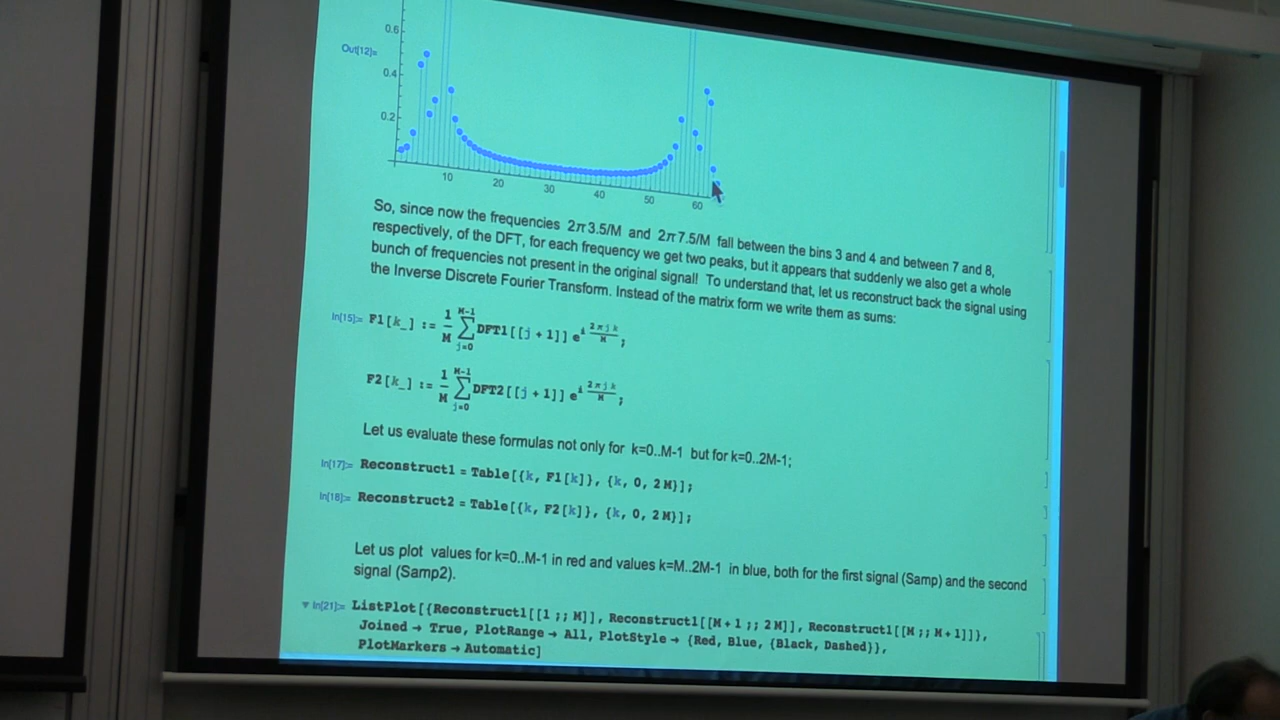 0.6
Out[12]=
0.4
0.2
10 20 30 40 50 60
So, since now the frequencies 2π3.5/M and 2π7.5/M fall between the bins 3 and 4 and between 7 and 8,
respectively, of the DFT, for each frequency we get two peaks, but it appears that suddenly we also get a whole
bunch of frequencies not present in the original signal! To understand that, let us reconstruct back the signal using
the Inverse Discrete Fourier Transform. Instead of the matrix form we write them as sums:
In[15]:= F1[k_] := 1/M ∑_{j=0}^{M-1} DFT1[[j + 1]] e^{i 2πjk/M};
F2[k_] := 1/M ∑_{j=0}^{M-1} DFT2[[j + 1]] e^{i 2πjk/M};
Let us evaluate these formulas not only for k=0..M-1 but for k=0..2M-1;
In[17]:= Reconstruct1 = Table[{k, F1[k]}, {k, 0, 2 M}];
In[18]:= Reconstruct2 = Table[{k, F2[k]}, {k, 0, 2 M}];
Let us plot values for k=0..M-1 in red and values k=M..2M-1 in blue, both for the first signal (Samp) and the second
signal (Samp2).
In[21]:= ListPlot[{Reconstruct1[[1 ;; M]], Reconstruct1[[M + 1 ;; 2 M]], Reconstruct1[[M ;; M + 1]]},
Joined → True, PlotRange → All, PlotStyle → {Red, Blue, {Black, Dashed}},
PlotMarkers → Automatic]